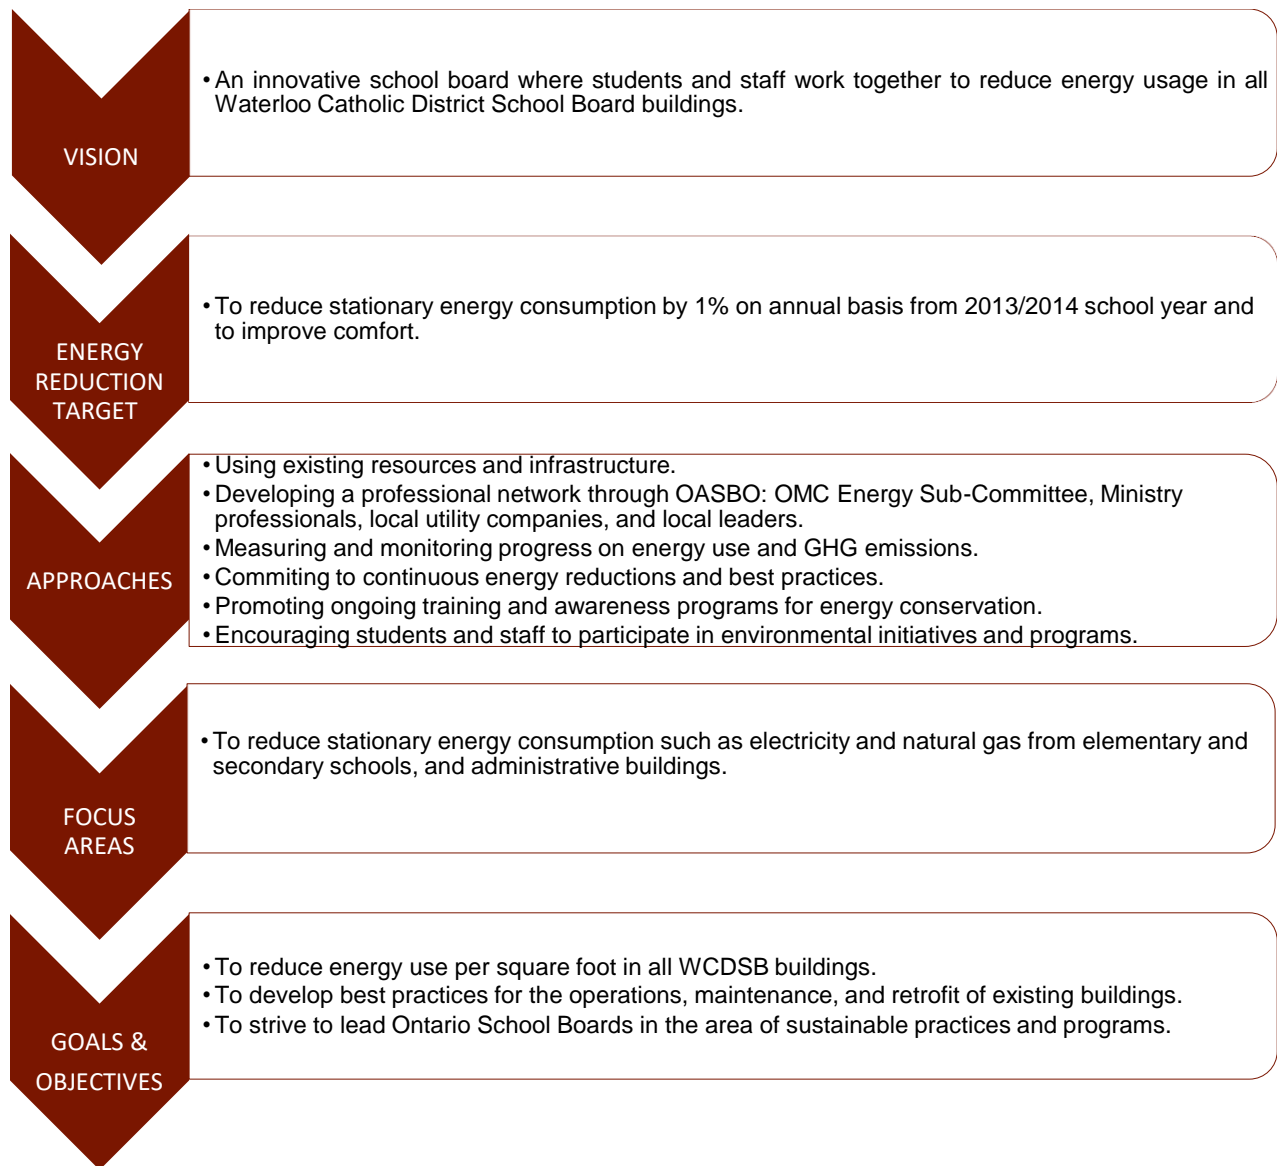 VISION
• An innovative school board where students and staff work together to reduce energy usage in all
Waterloo Catholic District School Board buildings.
ENERGY
REDUCTION
TARGET
• To reduce stationary energy consumption by 1% on annual basis from 2013/2014 school year and
to improve comfort.
APPROACHES
• Using existing resources and infrastructure.
• Developing a professional network through OASBO: OMC Energy Sub-Committee, Ministry
professionals, local utility companies, and local leaders.
• Measuring and monitoring progress on energy use and GHG emissions.
• Commiting to continuous energy reductions and best practices.
• Promoting ongoing training and awareness programs for energy conservation.
• Encouraging students and staff to participate in environmental initiatives and programs.
FOCUS
AREAS
• To reduce stationary energy consumption such as electricity and natural gas from elementary and
secondary schools, and administrative buildings.
GOALS &
OBJECTIVES
• To reduce energy use per square foot in all WCDSB buildings.
• To develop best practices for the operations, maintenance, and retrofit of existing buildings.
• To strive to lead Ontario School Boards in the area of sustainable practices and programs.